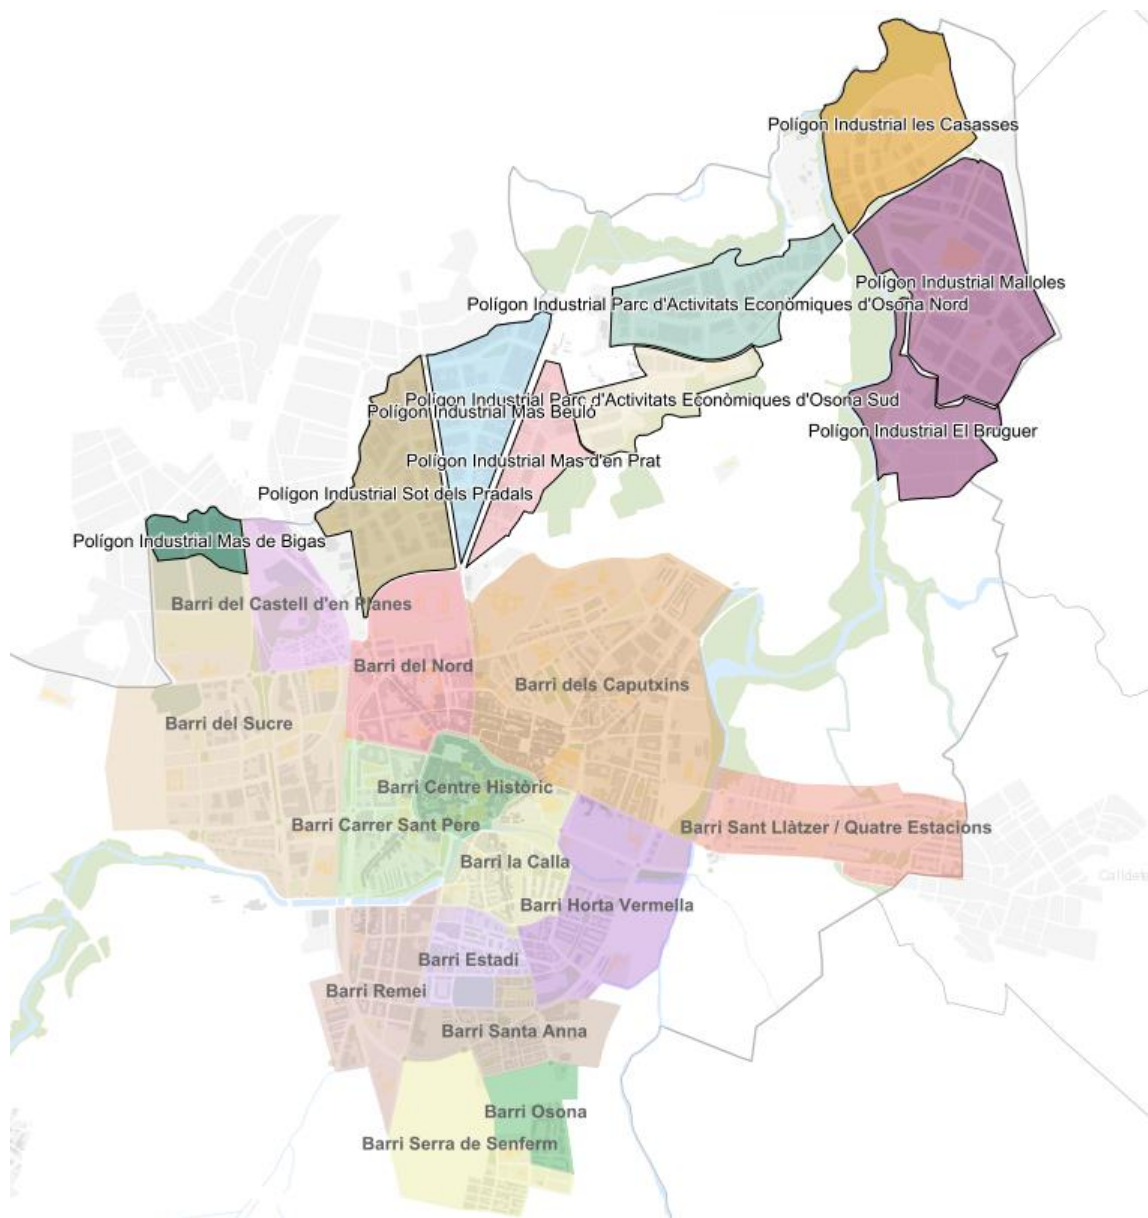 Polígon Industrial les Casasses
Polígon Industrial Malloles
Polígon Industrial Parc d'Activitats Econòmiques d'Osona Nord
Polígon Industrial Parc d'Activitats Econòmiques d'Osona Sud
Polígon Industrial Mas Beuló
Polígon Industrial El Bruguer
Polígon Industrial Mas d'en Prat
Polígon Industrial Sot dels Pradals
Polígon Industrial Mas de Bigas
Barri del Castell d'en Planes
Barri del Nord
Barri dels Caputxins
Barri del Sucre
Barri Centre Històric
Barri Carrer Sant Pere
Barri Sant Llàtzer / Quatre Estacions
Barri la Calla
Barri Horta Vermella
Barri Estadi
Barri Remei
Barri Santa Anna
Barri Osona
Barri Serra de Senferm